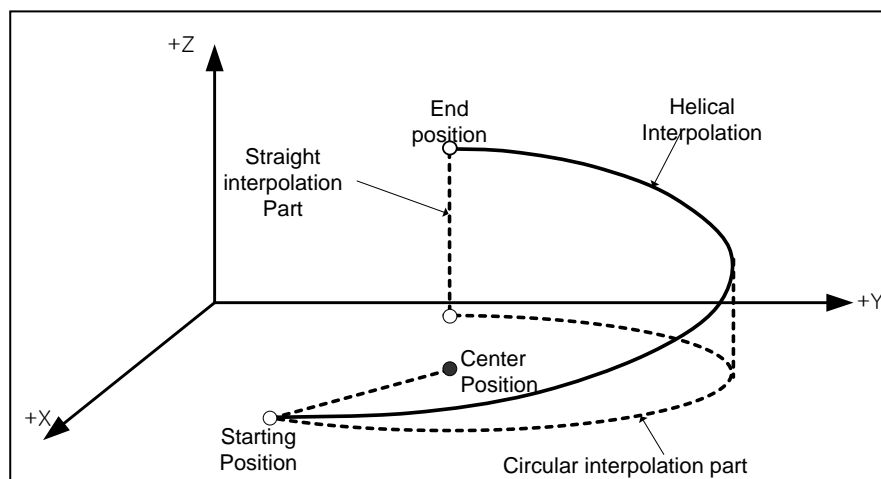 +Z
End
position
Helical
Interpolation
Straight
interpolation
Part
+Y
Center
Position
+X
Starting
Position
Circular interpolation part